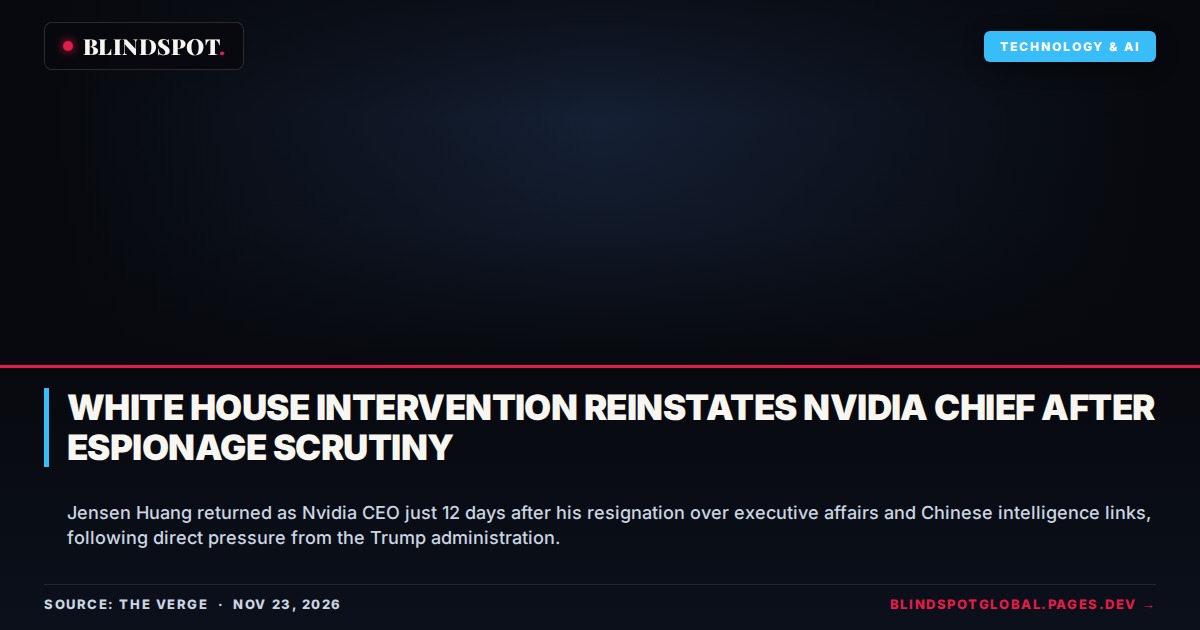 BLINDSPOT.
TECHNOLOGY & AI
WHITE HOUSE INTERVENTION REINSTATES NVIDIA CHIEF AFTER
ESPIONAGE SCRUTINY
Jensen Huang returned as Nvidia CEO just 12 days after his resignation over executive affairs and Chinese intelligence links,
following direct pressure from the Trump administration.
SOURCE: THE VERGE · NOV 23, 2026
BLINDSPOTGLOBAL.PAGES.DEV →